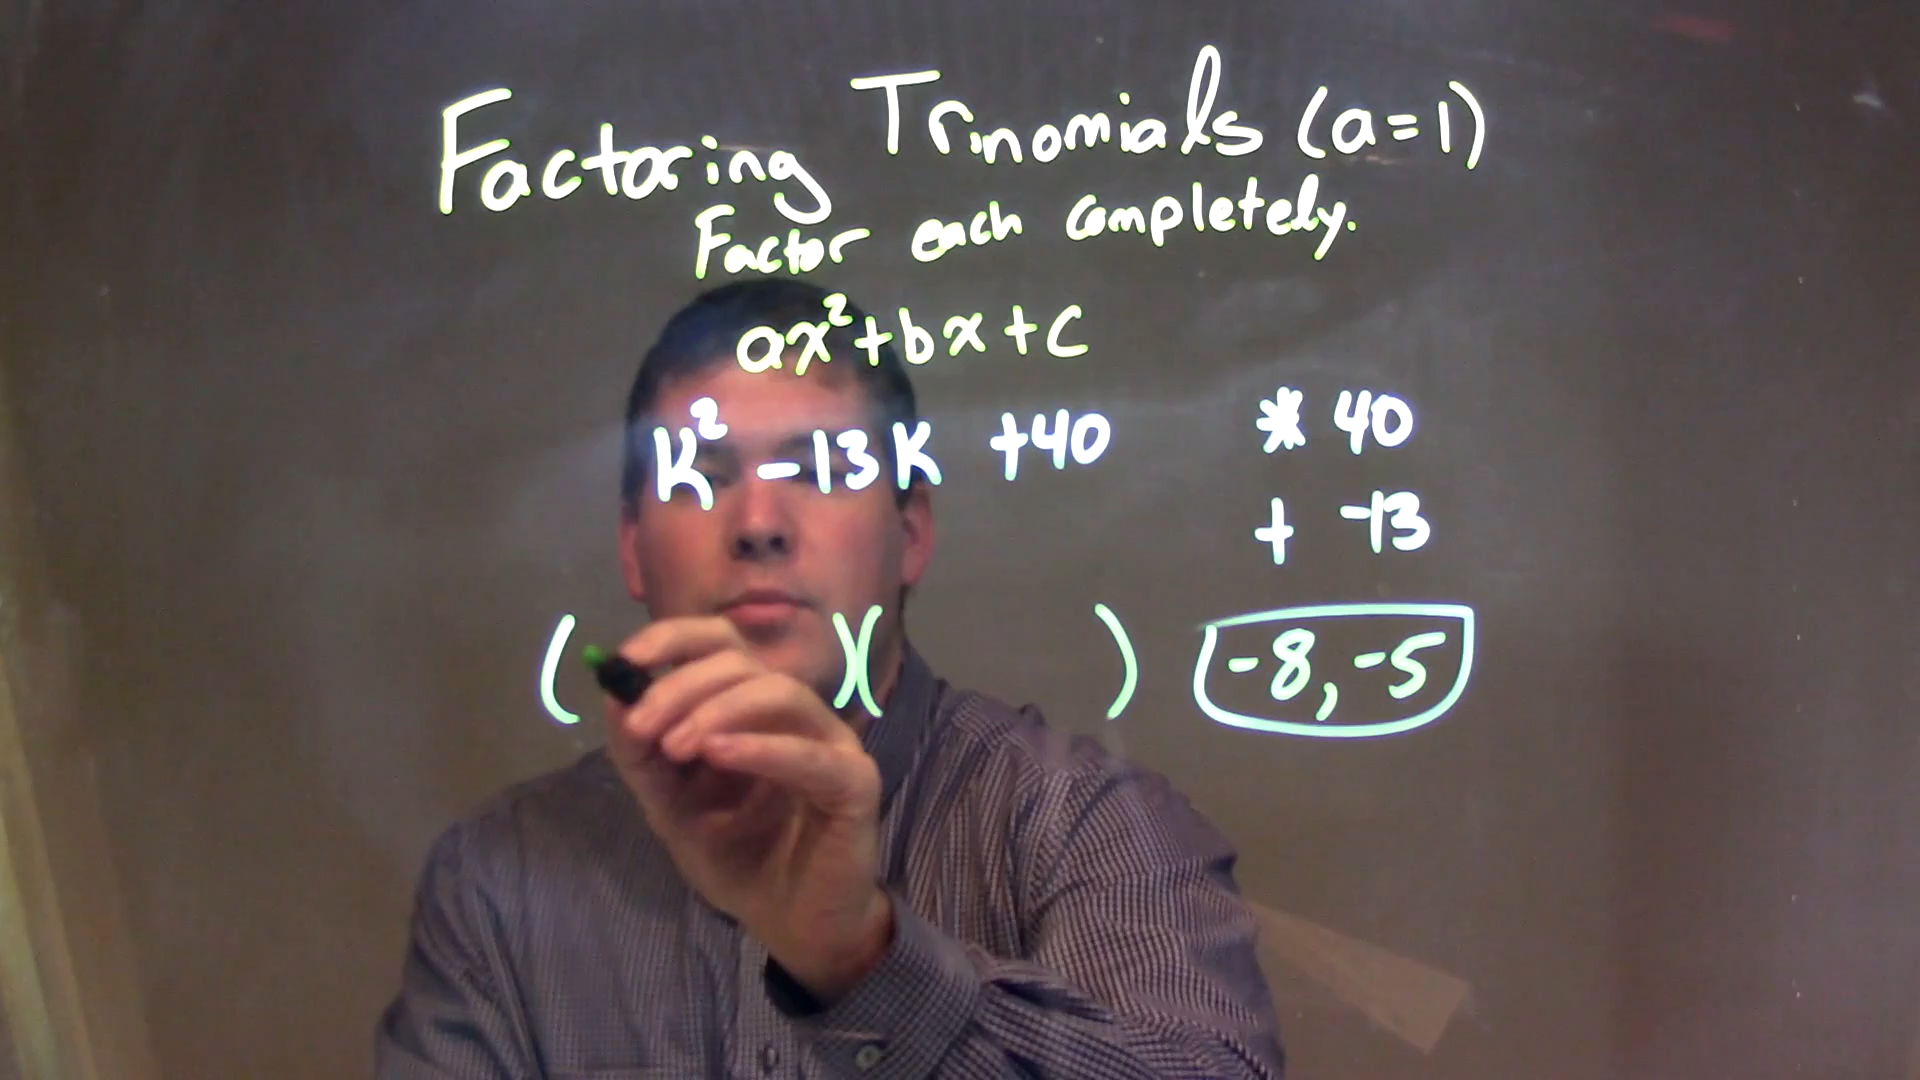 Factoring Trinomials (a=1)
Factor each completely.
ax²+bx+c
K² -13K +40
* 40
+ -13
( )( )
-8, -5